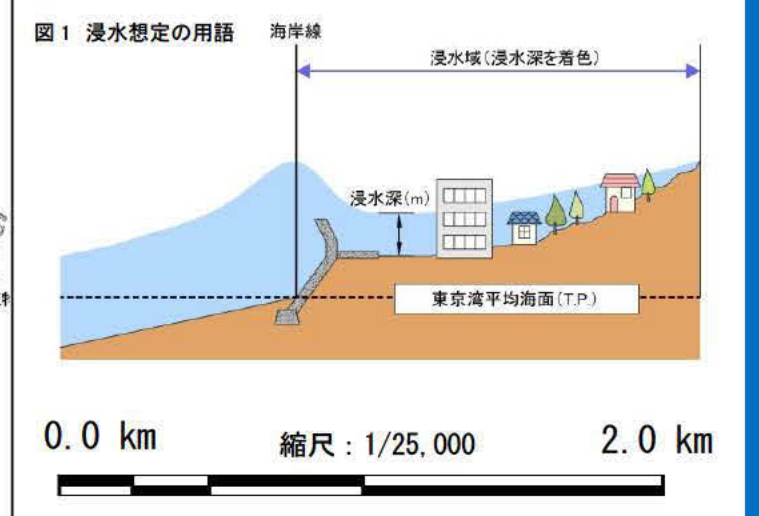 図1 浸水想定の用語
海岸線
浸水域(浸水深を着色)
浸水深(m)
東京湾平均海面(T.P.)
0.0 km
縮尺:1/25,000
2.0 km